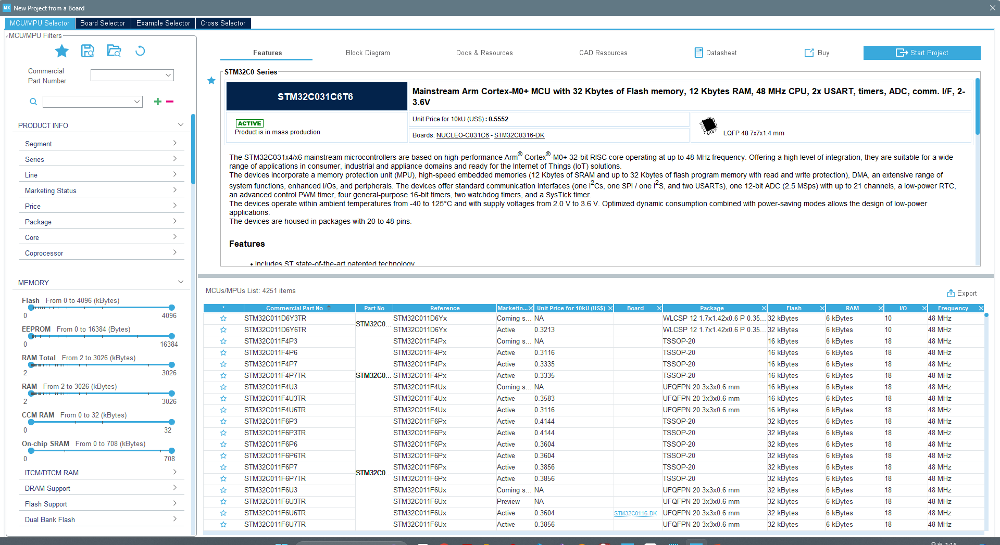 MX New Project from a Board
MCU/MPU Selector Board Selector Example Selector Cross Selector
MCU/MPU Filters
Commercial
Part Number
PRODUCT INFO
Segment
Series
Line
Marketing Status
Price
Package
Core
Coprocessor
MEMORY
Flash From 0 to 4096 (kBytes)
0 4096
EEPROM From 0 to 16384 (Bytes)
0 16384
RAM Total From 2 to 3026 (kBytes)
2 3026
RAM From 2 to 3026 (kBytes)
2 3026
CCM RAM From 0 to 32 (kBytes)
0 32
On-chip SRAM From 0 to 708 (kBytes)
0 708
ITCM/DTCM RAM
DRAM Support
Flash Support
Dual Bank Flash
Features Block Diagram Docs & Resources CAD Resources Datasheet Buy Start Project
STM32C0 Series
STM32C031C6T6
Mainstream Arm Cortex-M0+ MCU with 32 Kbytes of Flash memory, 12 Kbytes RAM, 48 MHz CPU, 2x USART, timers, ADC, comm. I/F, 2-
3.6V
ACTIVE
Product is in mass production
Unit Price for 10kU (US$) : 0.5552
Boards: NUCLEO-C031C6 - STM32C0316-DK
LQFP 48 7x7x1.4 mm
The STM32C031x4/x6 mainstream microcontrollers are based on high-performance Arm® Cortex®-M0+ 32-bit RISC core operating at up to 48 MHz frequency. Offering a high level of integration, they are suitable for a wide
range of applications in consumer, industrial and appliance domains and ready for the Internet of Things (IoT) solutions.
The devices incorporate a memory protection unit (MPU), high-speed embedded memories (12 Kbytes of SRAM and up to 32 Kbytes of flash program memory with read and write protection), DMA, an extensive range of
system functions, enhanced I/Os, and peripherals. The devices offer standard communication interfaces (one I2Cs, one SPI / one I2S, and two USARTs), one 12-bit ADC (2.5 MSps) with up to 21 channels, a low-power RTC,
an advanced control PWM timer, four general-purpose 16-bit timers, two watchdog timers, and a SysTick timer.
The devices operate within ambient temperatures from -40 to 125°C and with supply voltages from 2.0 V to 3.6 V. Optimized dynamic consumption combined with power-saving modes allows the design of low-power
applications.
The devices are housed in packages with 20 to 48 pins.
Features
• Includes ST state-of-the-art patented technology
MCUs/MPUs List: 4251 items
Export
* Commercial Part No Part No Reference Marketin... Unit Price for 10kU (US$) Board Package Flash RAM I/O Frequency
STM32C011D6Y3TR STM32C0... STM32C011D6Yx Coming s... NA WLCSP 12 1.7x1.42x0.6 P 0.35... 32 kBytes 6 kBytes 10 48 MHz
STM32C011D6Y6TR STM32C011D6Yx Active 0.3213 WLCSP 12 1.7x1.42x0.6 P 0.35... 32 kBytes 6 kBytes 10 48 MHz
STM32C011F4P3 STM32C011F4Px Coming s... NA TSSOP-20 16 kBytes 6 kBytes 18 48 MHz
STM32C011F4P6 STM32C011F4Px Active 0.3116 TSSOP-20 16 kBytes 6 kBytes 18 48 MHz
STM32C011F4P7 STM32C011F4Px Active 0.3335 TSSOP-20 16 kBytes 6 kBytes 18 48 MHz
STM32C011F4P7TR STM32C0... STM32C011F4Px Active 0.3335 TSSOP-20 16 kBytes 6 kBytes 18 48 MHz
STM32C011F4U3 STM32C011F4Ux Coming s... NA UFQFPN 20 3x3x0.6 mm 16 kBytes 6 kBytes 18 48 MHz
STM32C011F4U3TR STM32C011F4Ux Active 0.3583 UFQFPN 20 3x3x0.6 mm 16 kBytes 6 kBytes 18 48 MHz
STM32C011F4U6TR STM32C011F4Ux Active 0.3116 UFQFPN 20 3x3x0.6 mm 16 kBytes 6 kBytes 18 48 MHz
STM32C011F6P3 STM32C011F6Px Active 0.4144 TSSOP-20 32 kBytes 6 kBytes 18 48 MHz
STM32C011F6P3TR STM32C011F6Px Active 0.4144 TSSOP-20 32 kBytes 6 kBytes 18 48 MHz
STM32C011F6P6 STM32C011F6Px Active 0.3604 TSSOP-20 32 kBytes 6 kBytes 18 48 MHz
STM32C011F6P6TR STM32C011F6Px Active 0.3604 TSSOP-20 32 kBytes 6 kBytes 18 48 MHz
STM32C011F6P7 STM32C011F6Px Active 0.3856 TSSOP-20 32 kBytes 6 kBytes 18 48 MHz
STM32C0...
STM32C011F6P7TR STM32C011F6Px Active 0.3856 TSSOP-20 32 kBytes 6 kBytes 18 48 MHz
STM32C011F6U3 STM32C011F6Ux Coming s... NA UFQFPN 20 3x3x0.6 mm 32 kBytes 6 kBytes 18 48 MHz
STM32C011F6U3TR STM32C011F6Ux Preview NA UFQFPN 20 3x3x0.6 mm 32 kBytes 6 kBytes 18 48 MHz
STM32C011F6U6TR STM32C011F6Ux Active 0.3604 STM32C0116-DK UFQFPN 20 3x3x0.6 mm 32 kBytes 6 kBytes 18 48 MHz
STM32C011F6U7TR STM32C011F6Ux Active 0.3856 UFQFPN 20 3x3x0.6 mm 32 kBytes 6 kBytes 18 48 MHz